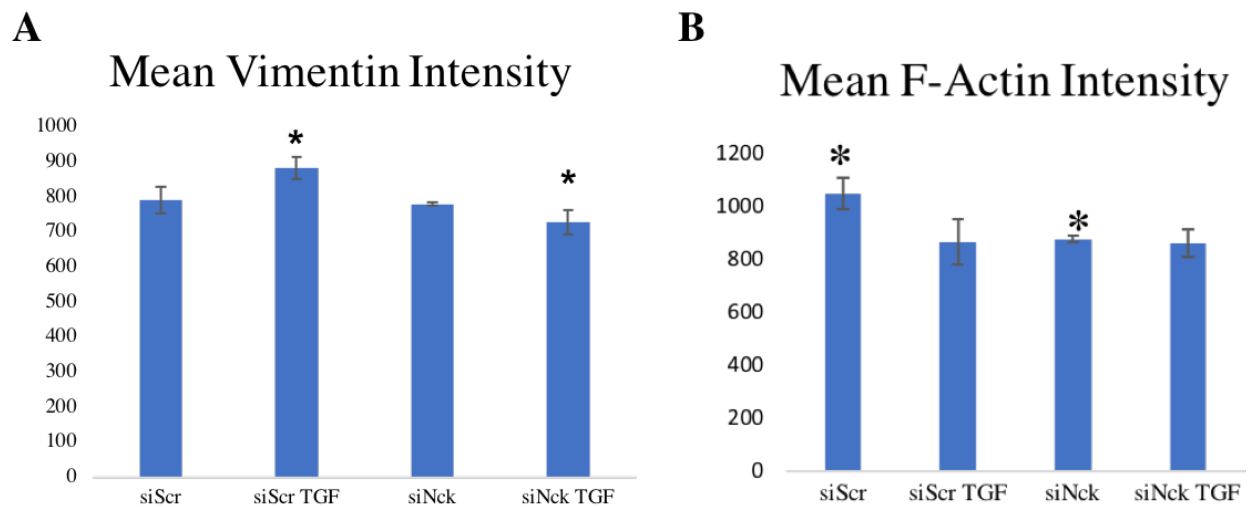 A
Mean Vimentin Intensity
1000
900
800
700
600
500
400
300
200
100
0
*
*
siScr
siScr TGF
siNck
siNck TGF
B
Mean F-Actin Intensity
1200
1000
800
600
400
200
0
*
*
siScr
siScr TGF
siNck
siNck TGF